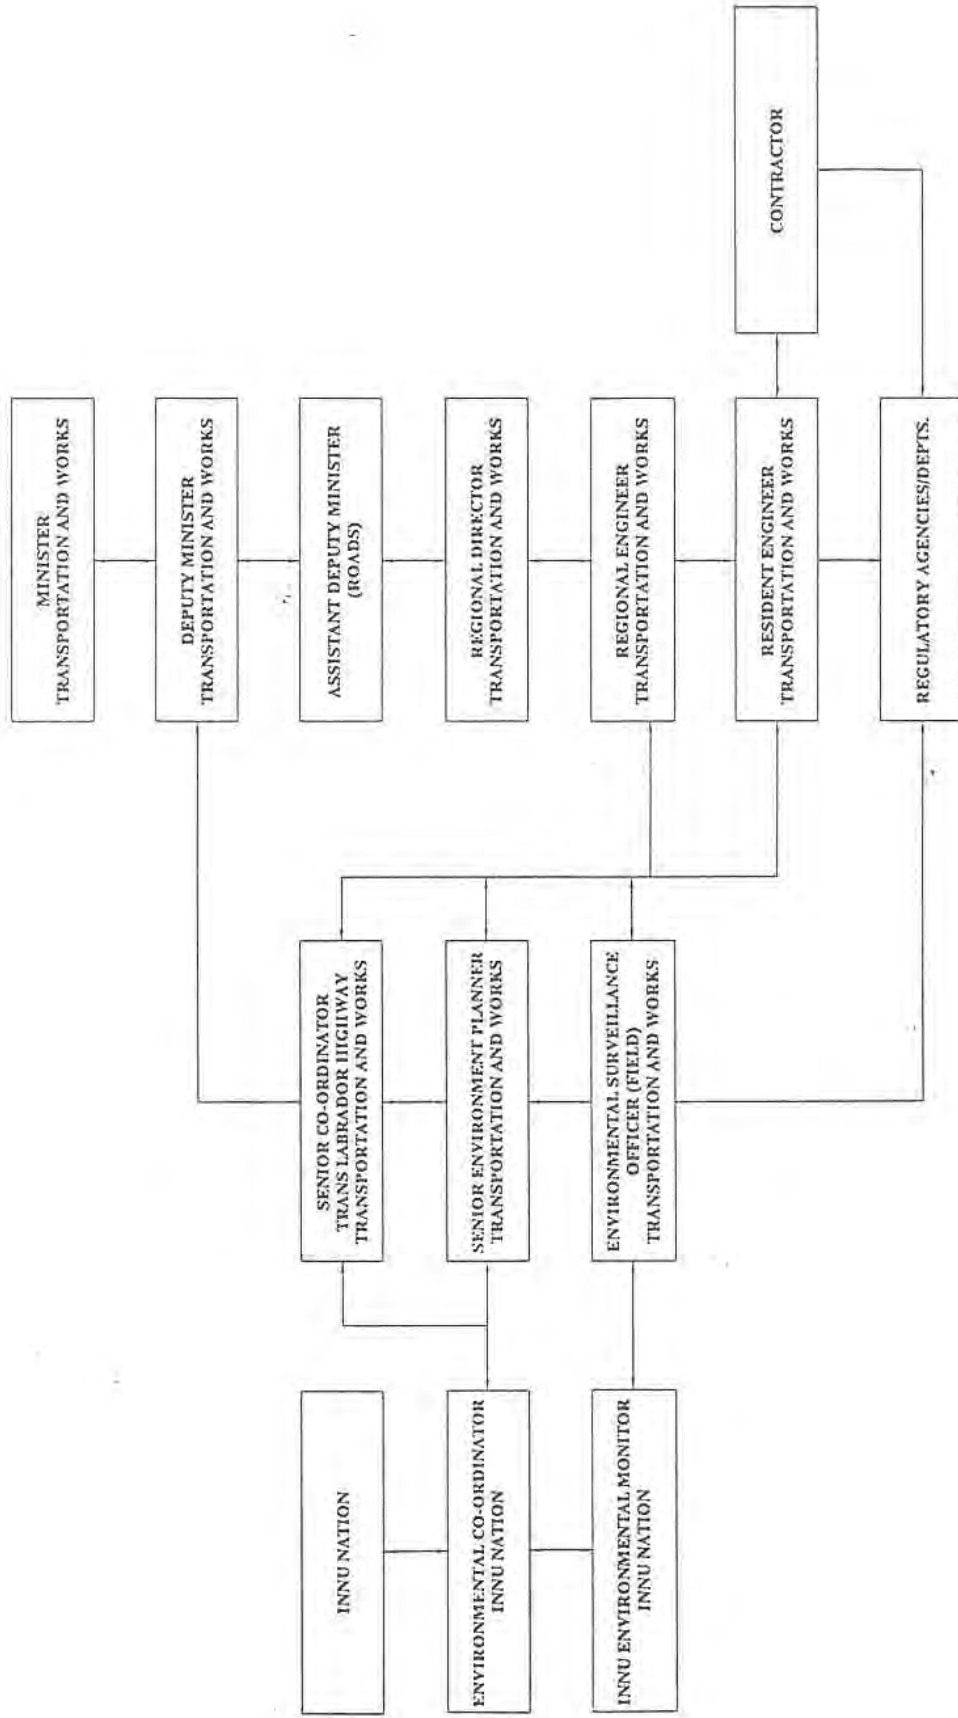 MINISTER
TRANSPORTATION AND WORKS
DEPUTY MINISTER
TRANSPORTATION AND WORKS
ASSISTANT DEPUTY MINISTER
(ROADS)
REGIONAL DIRECTOR
TRANSPORTATION AND WORKS
REGIONAL ENGINEER
TRANSPORTATION AND WORKS
RESIDENT ENGINEER
TRANSPORTATION AND WORKS
REGULATORY AGENCIES/DEPTS.
CONTRACTOR
SENIOR CO-ORDINATOR
TRANS LABRADOR HIGHWAY
TRANSPORTATION AND WORKS
SENIOR ENVIRONMENT PLANNER
TRANSPORTATION AND WORKS
ENVIRONMENTAL SURVEILLANCE
OFFICER (FIELD)
TRANSPORTATION AND WORKS
INNU NATION
ENVIRONMENTAL CO-ORDINATOR
INNU NATION
INNU ENVIRONMENTAL MONITOR
INNU NATION